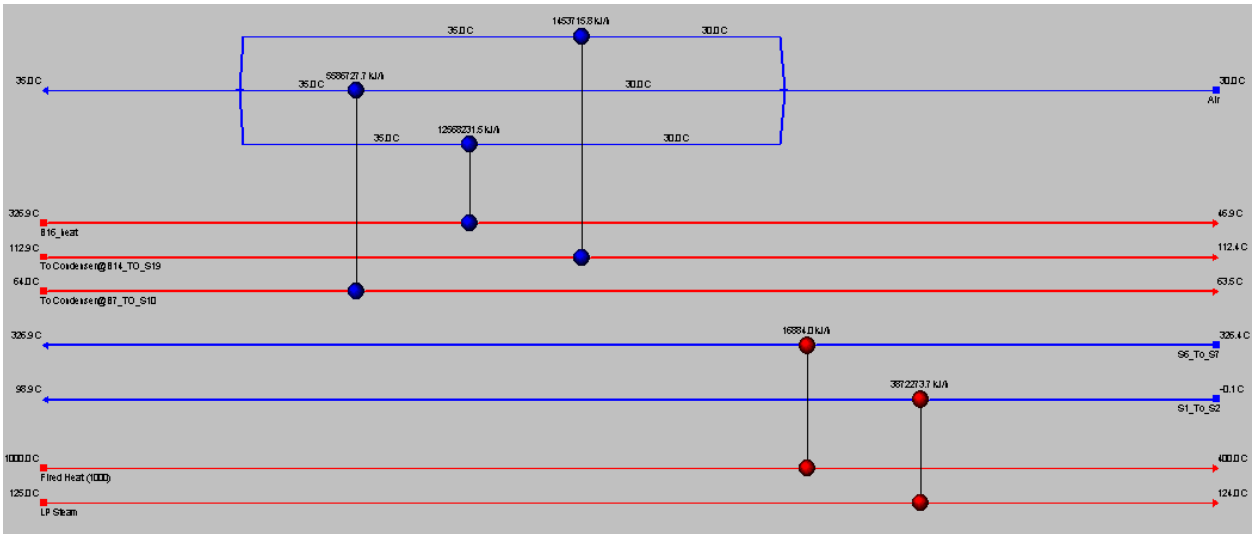 1453715.8 kJ/h
35.0 C
30.0 C
35.0 C
5586727.7 kJ/h
35.0 C
30.0 C
30.0 C
Air
12668231.5 kJ/h
35.0 C
30.0 C
326.9 C
46.9 C
B16_heat
112.9 C
112.4 C
To Condenser@B14_TO_S19
64.0 C
63.5 C
To Condenser@B7_TO_S10
16884.0 kJ/h
326.9 C
326.4 C
S6_To_S7
3872273.7 kJ/h
98.9 C
-0.1 C
S1_To_S2
1000.0 C
400.0 C
Fired Heat (1000)
125.0 C
124.0 C
LP Steam